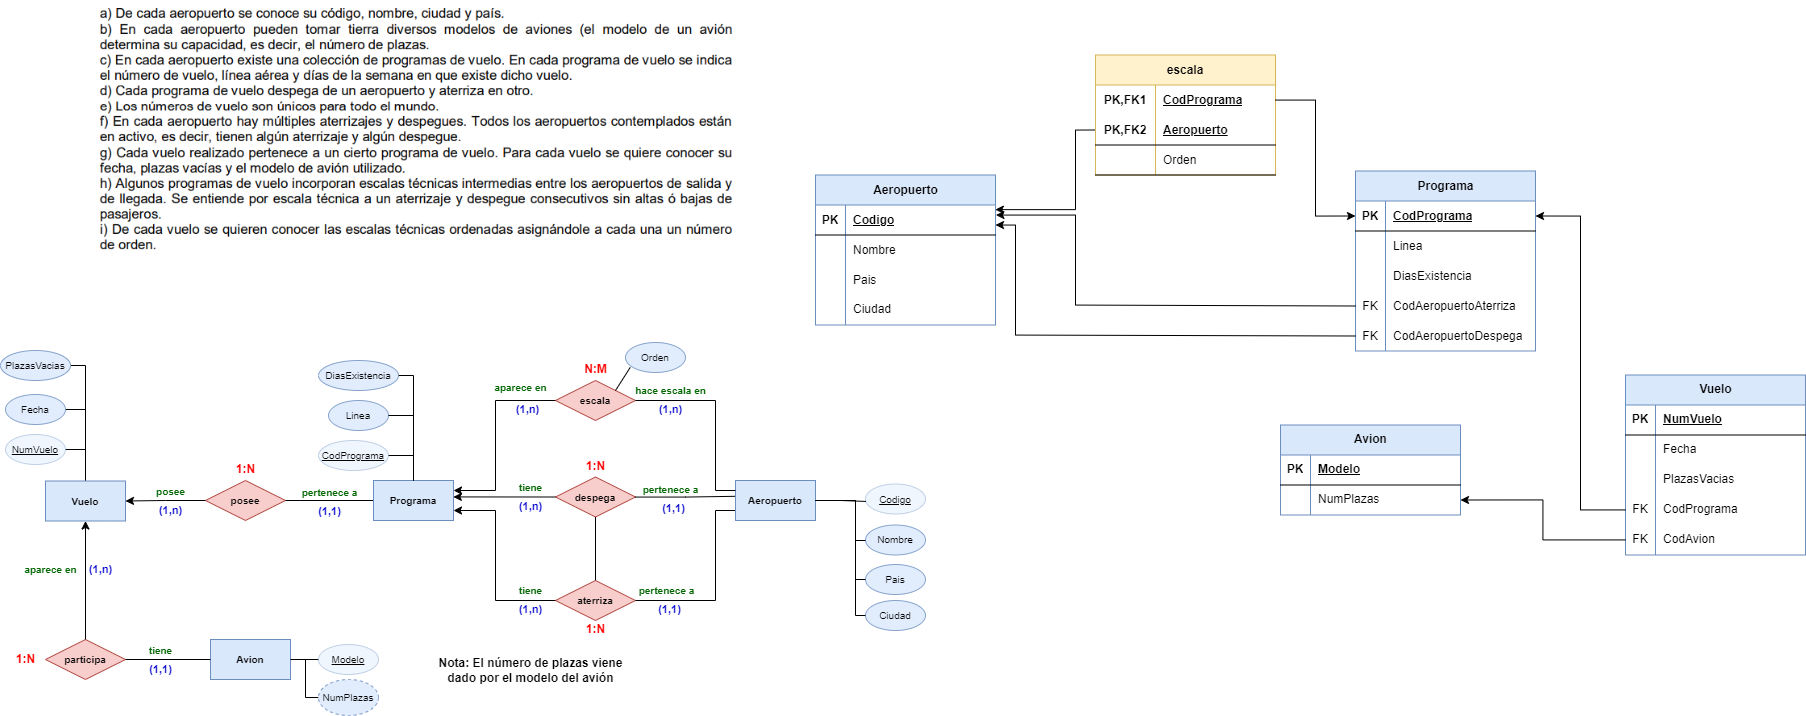 a) De cada aeropuerto se conoce su código, nombre, ciudad y país.
b) En cada aeropuerto pueden tomar tierra diversos modelos de aviones (el modelo de un avión
determina su capacidad, es decir, el número de plazas.
c) En cada aeropuerto existe una colección de programas de vuelo. En cada programa de vuelo se indica
el número de vuelo, línea aérea y días de la semana en que existe dicho vuelo.
d) Cada programa de vuelo despega de un aeropuerto y aterriza en otro.
e) Los números de vuelo son únicos para todo el mundo.
f) En cada aeropuerto hay múltiples aterrizajes y despegues. Todos los aeropuertos contemplados están
en activo, es decir, tienen algún aterrizaje y algún despegue.
g) Cada vuelo realizado pertenece a un cierto programa de vuelo. Para cada vuelo se quiere conocer su
fecha, plazas vacías y el modelo de avión utilizado.
h) Algunos programas de vuelo incorporan escalas técnicas intermedias entre los aeropuertos de salida y
de llegada. Se entiende por escala técnica a un aterrizaje y despegue consecutivos sin altas ó bajas de
pasajeros.
i) De cada vuelo se quieren conocer las escalas técnicas ordenadas asignándole a cada una un número
de orden.
escala
PK,FK1 CodPrograma
PK,FK2 Aeropuerto
Orden
Aeropuerto
PK Codigo
Nombre
Pais
Ciudad
Programa
PK CodPrograma
Linea
DiasExistencia
FK CodAeropuertoAterriza
FK CodAeropuertoDespega
Vuelo
PK NumVuelo
Fecha
PlazasVacias
FK CodPrograma
FK CodAvion
Avion
PK Modelo
NumPlazas
PlazasVacias
Fecha
NumVuelo
Vuelo
posee
(1,n)
1:N
posee
pertenece a
(1,1)
DiasExistencia
Linea
CodPrograma
Programa
aparece en
(1,n)
N:M
escala
Orden
hace escala en
(1,n)
tiene
(1,n)
1:N
despega
pertenece a
(1,1)
Aeropuerto
Codigo
Nombre
Pais
Ciudad
tiene
(1,n)
aterriza
1:N
pertenece a
(1,1)
aparece en (1,n)
1:N
participa
tiene
(1,1)
Avion
Modelo
NumPlazas
Nota: El número de plazas viene
dado por el modelo del avión